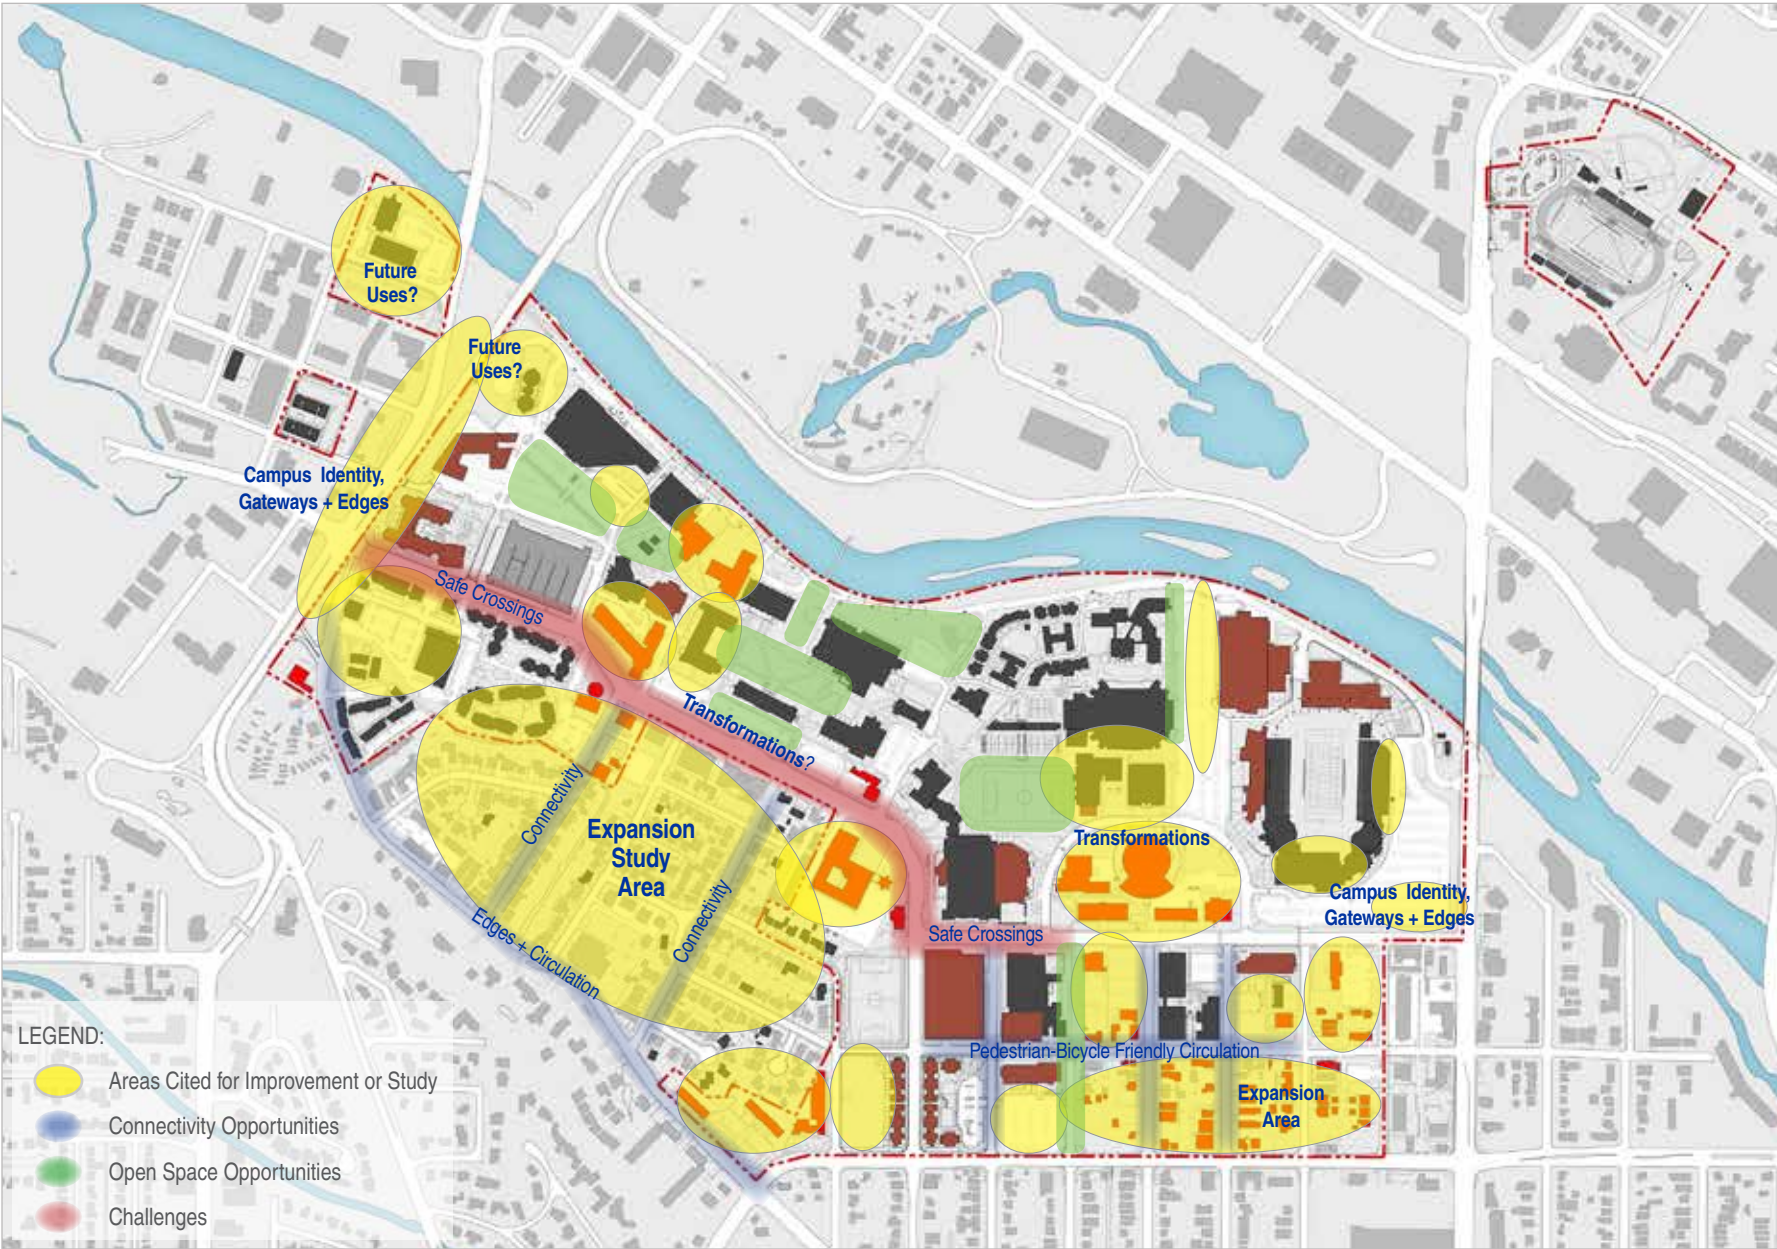 Future
Uses?
Future
Uses?
Campus Identity,
Gateways + Edges
Safe Crossings
Transformations?
Connectivity
Expansion
Study
Area
Connectivity
Edges + Circulation
Transformations
Campus Identity,
Gateways + Edges
Safe Crossings
Pedestrian-Bicycle Friendly Circulation
Expansion
Area
LEGEND:
Areas Cited for Improvement or Study
Connectivity Opportunities
Open Space Opportunities
Challenges